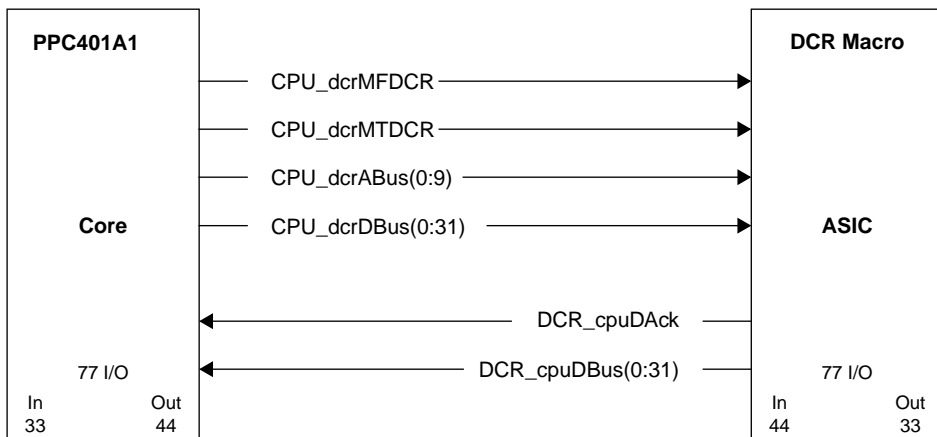 PPC401A1
DCR Macro
CPU_dcrMFDCR
CPU_dcrMTDCR
CPU_dcrABus(0:9)
Core
CPU_dcrDBus(0:31)
ASIC
DCR_cpuDAck
77 I/O
DCR_cpuDBus(0:31)
77 I/O
In Out
33 44
In Out
44 33